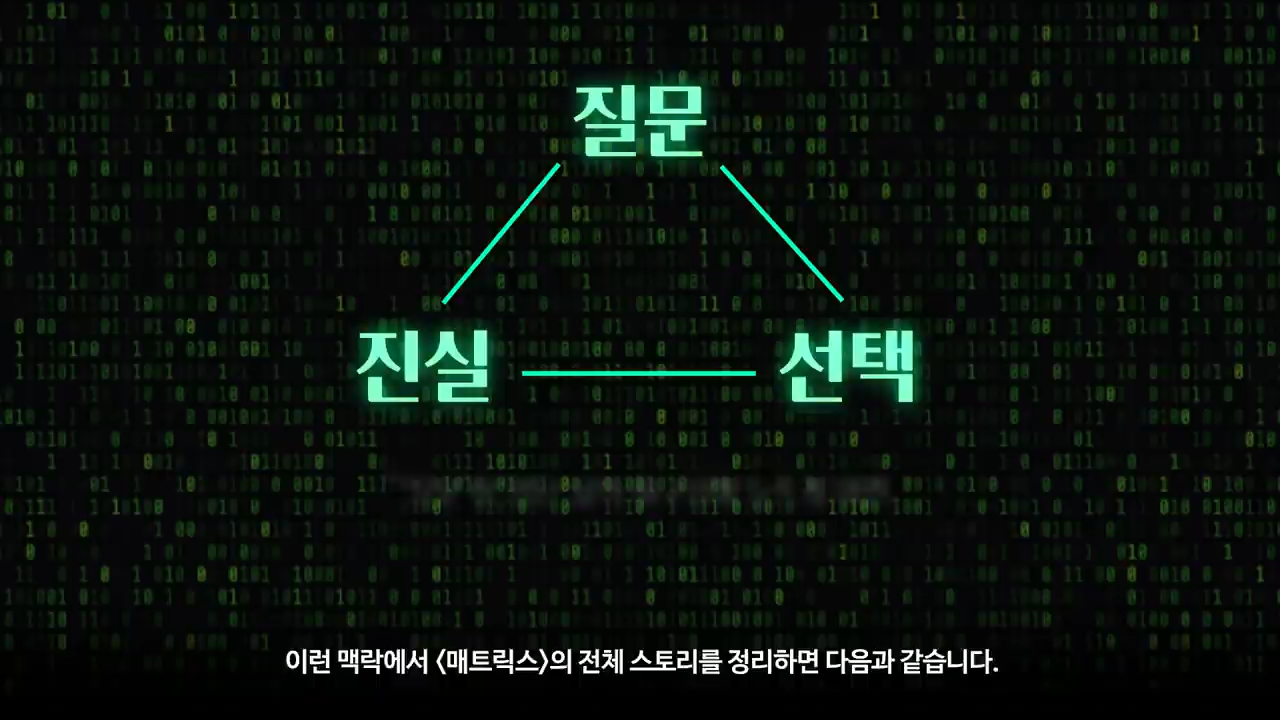 질문
진실
선택
이런 맥락에서 〈매트릭스〉의 전체 스토리를 정리하면 다음과 같습니다.